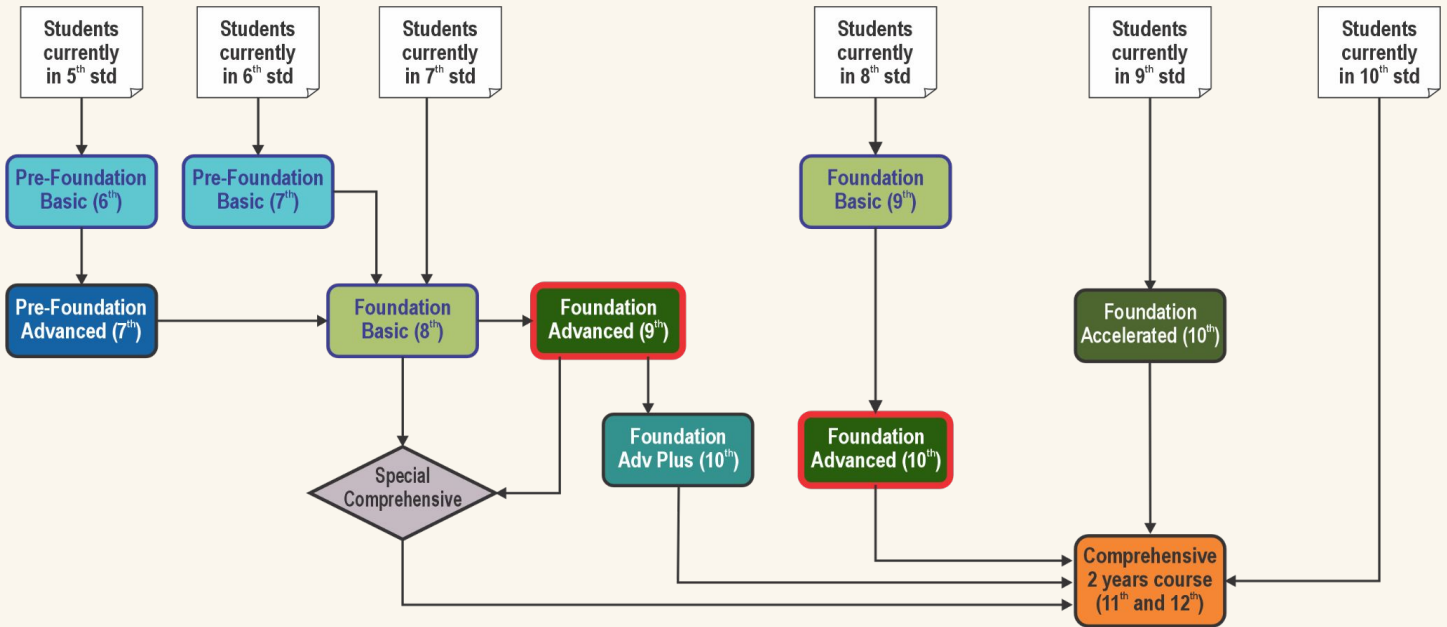 Students
currently
in 5th std
Students
currently
in 6th std
Students
currently
in 7th std
Students
currently
in 8th std
Students
currently
in 9th std
Students
currently
in 10th std
Pre-Foundation
Basic (6th)
Pre-Foundation
Basic (7th)
Foundation
Basic (9th)
Pre-Foundation
Advanced (7th)
Foundation
Basic (8th)
Foundation
Advanced (9th)
Foundation
Accelerated (10th)
Foundation
Adv Plus (10th)
Foundation
Advanced (10th)
Special
Comprehensive
Comprehensive
2 years course
(11th and 12th)